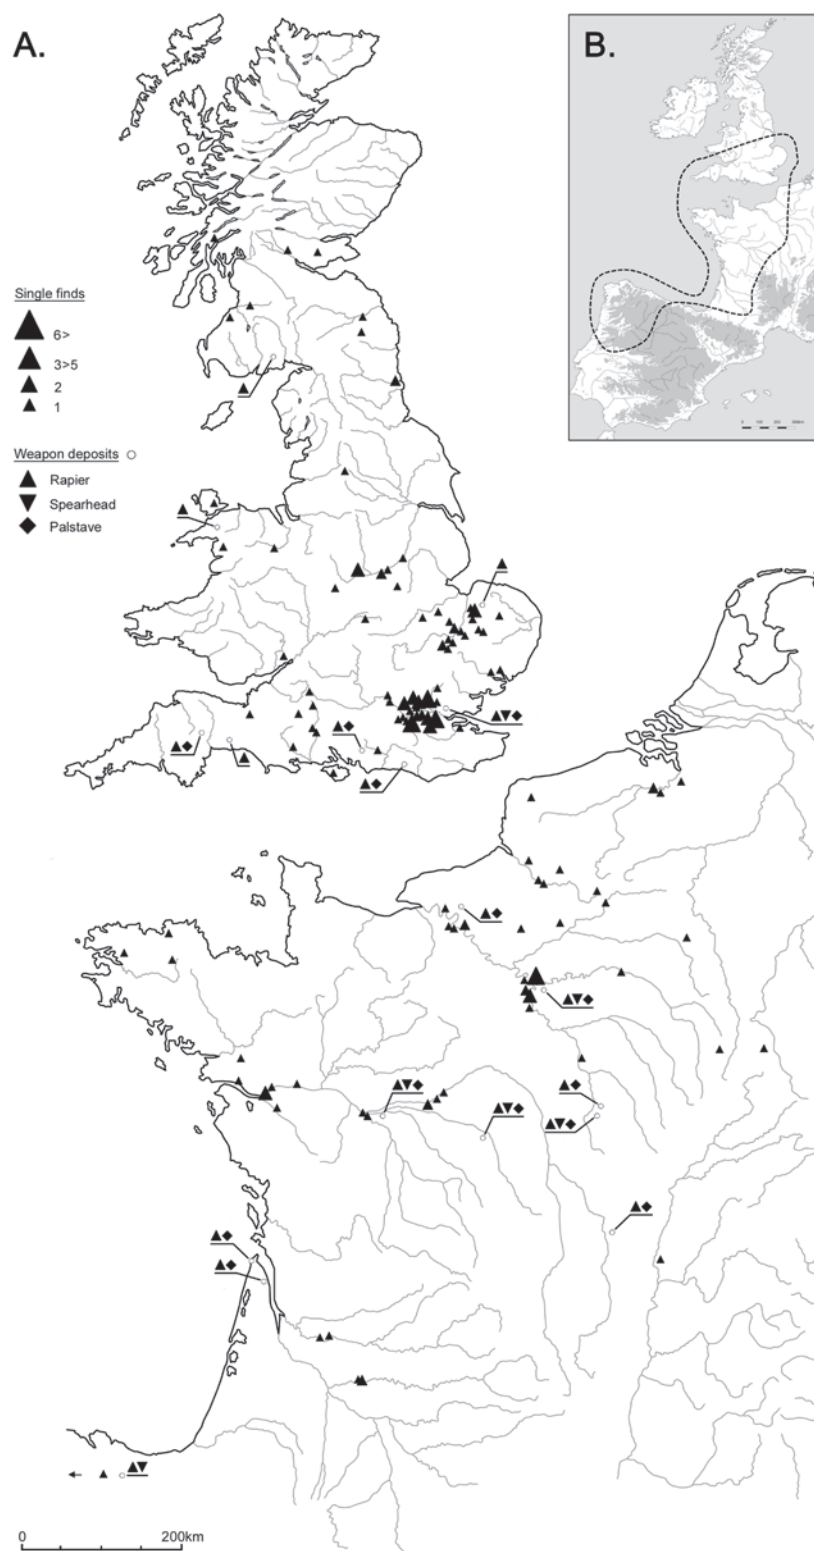 A.
B.
Single finds
6>
3>5
2
1
Weapon deposits
Rapier
Spearhead
Palstave
0 200km